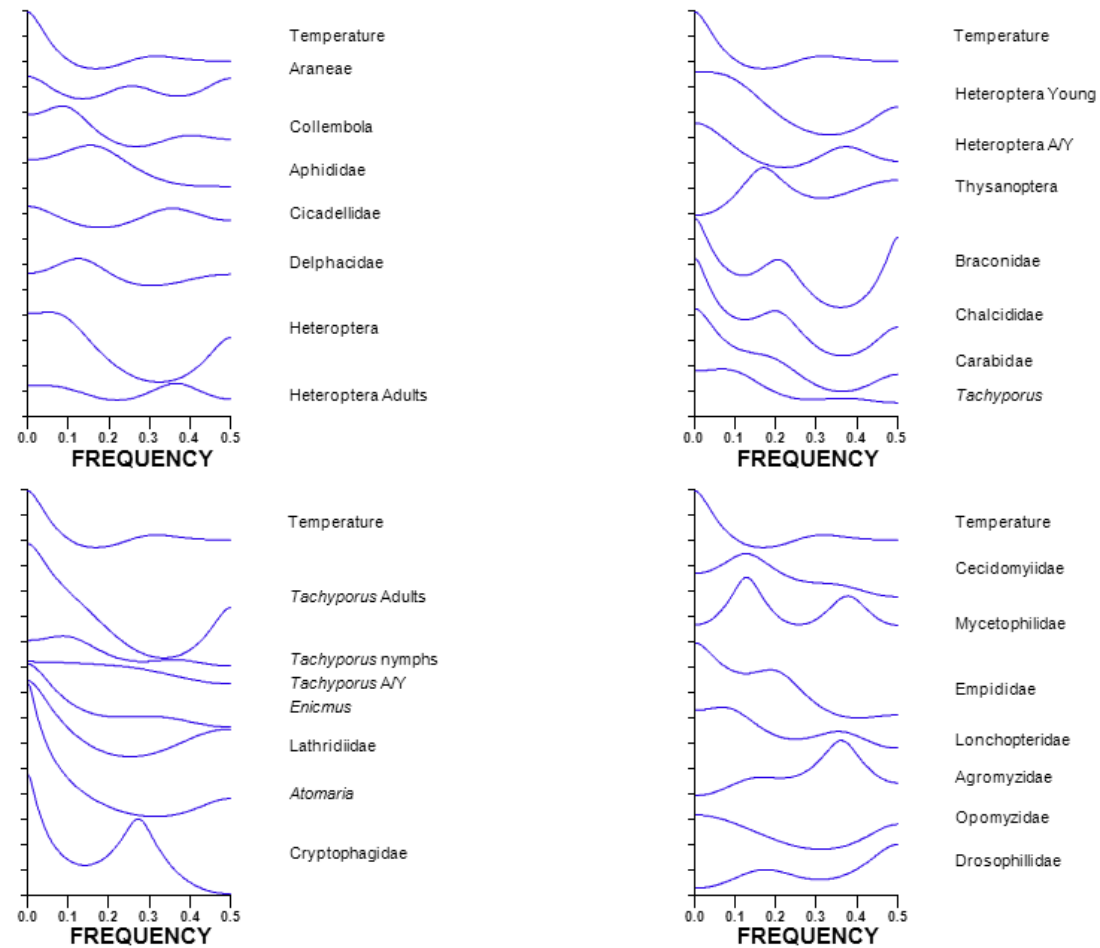 Temperature
Araneae
Collembola
Aphididae
Cicadellidae
Delphacidae
Heteroptera
Heteroptera Adults
0.0 0.1 0.2 0.3 0.4 0.5
FREQUENCY
Temperature
Heteroptera Young
Heteroptera A/Y
Thysanoptera
Braconidae
Chalcididae
Carabidae
Tachyporus
0.0 0.1 0.2 0.3 0.4 0.5
FREQUENCY
Temperature
Tachyporus Adults
Tachyporus nymphs
Tachyporus A/Y
Enicmus
Lathridiidae
Atomaria
Cryptophagidae
0.0 0.1 0.2 0.3 0.4 0.5
FREQUENCY
Temperature
Cecidomyiidae
Mycetophilidae
Empididae
Lonchopteridae
Agromyzidae
Opomyzidae
Drosophillidae
0.0 0.1 0.2 0.3 0.4 0.5
FREQUENCY